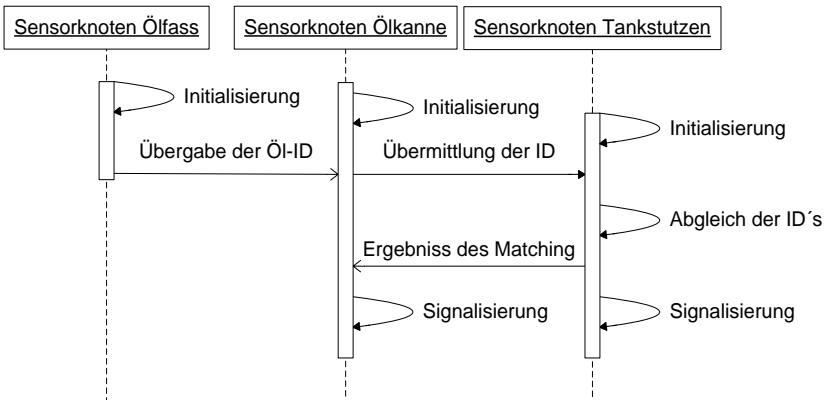 Sensorknoten Ölfass
Sensorknoten Ölkanne
Sensorknoten Tankstutzen
Initialisierung
Initialisierung
Initialisierung
Übergabe der Öl-ID
Übermittlung der ID
Abgleich der ID´s
Ergebniss des Matching
Signalisierung
Signalisierung